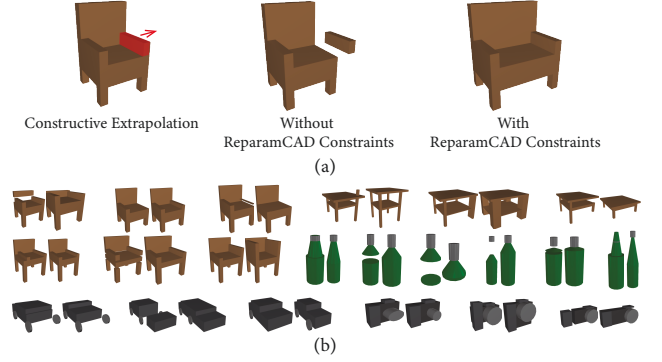 Constructive Extrapolation
Without
ReparamCAD Constraints
With
ReparamCAD Constraints
(a)
(b)